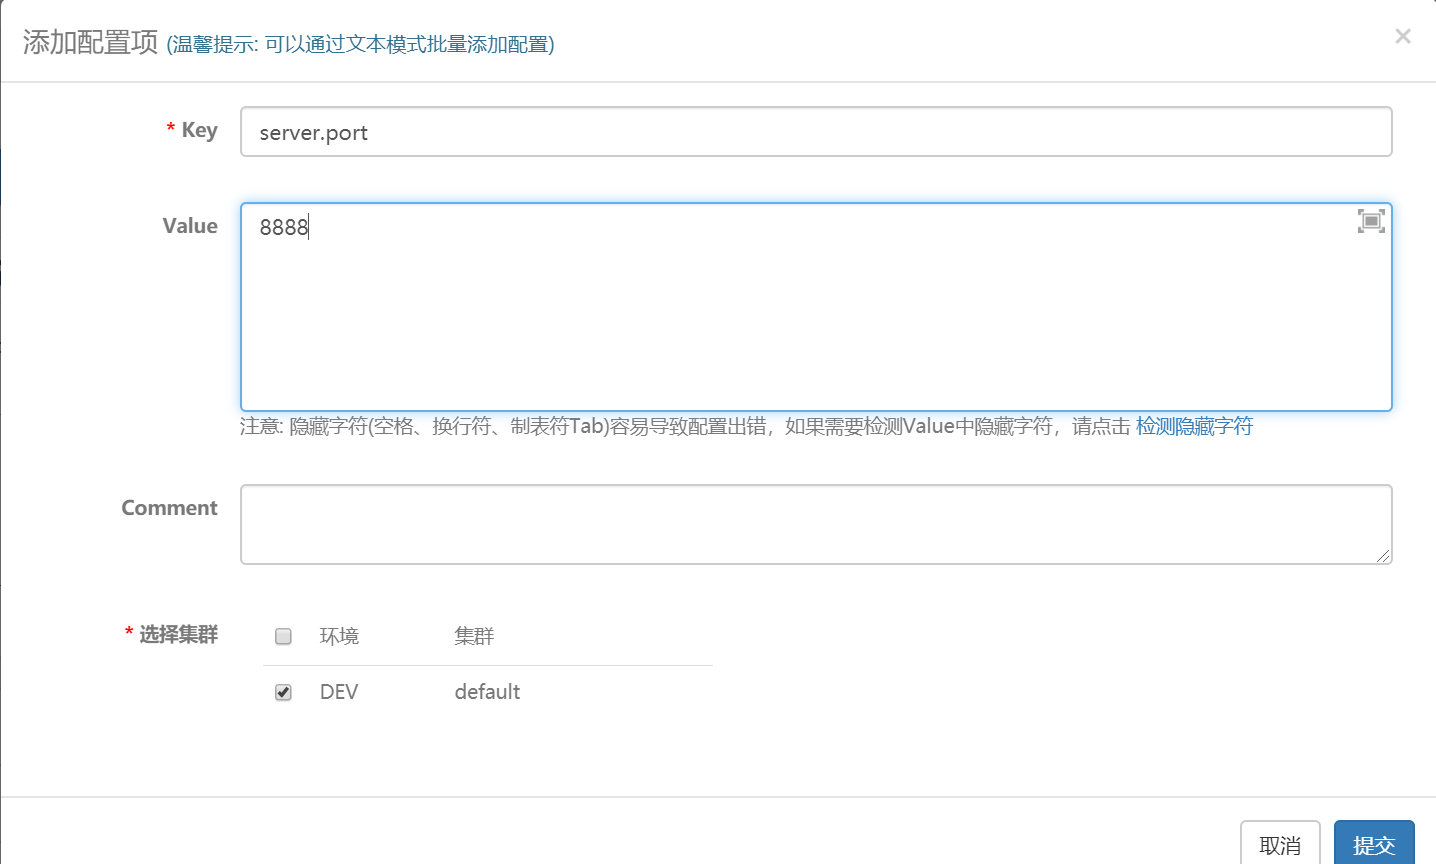 添加配置项 (温馨提示: 可以通过文本模式批量添加配置)
×
* Key
server.port
Value
8888
注意: 隐藏字符(空格、换行符、制表符Tab)容易导致配置出错，如果需要检测Value中隐藏字符，请点击 检测隐藏字符
Comment
* 选择集群
环境 集群
DEV default
取消 提交